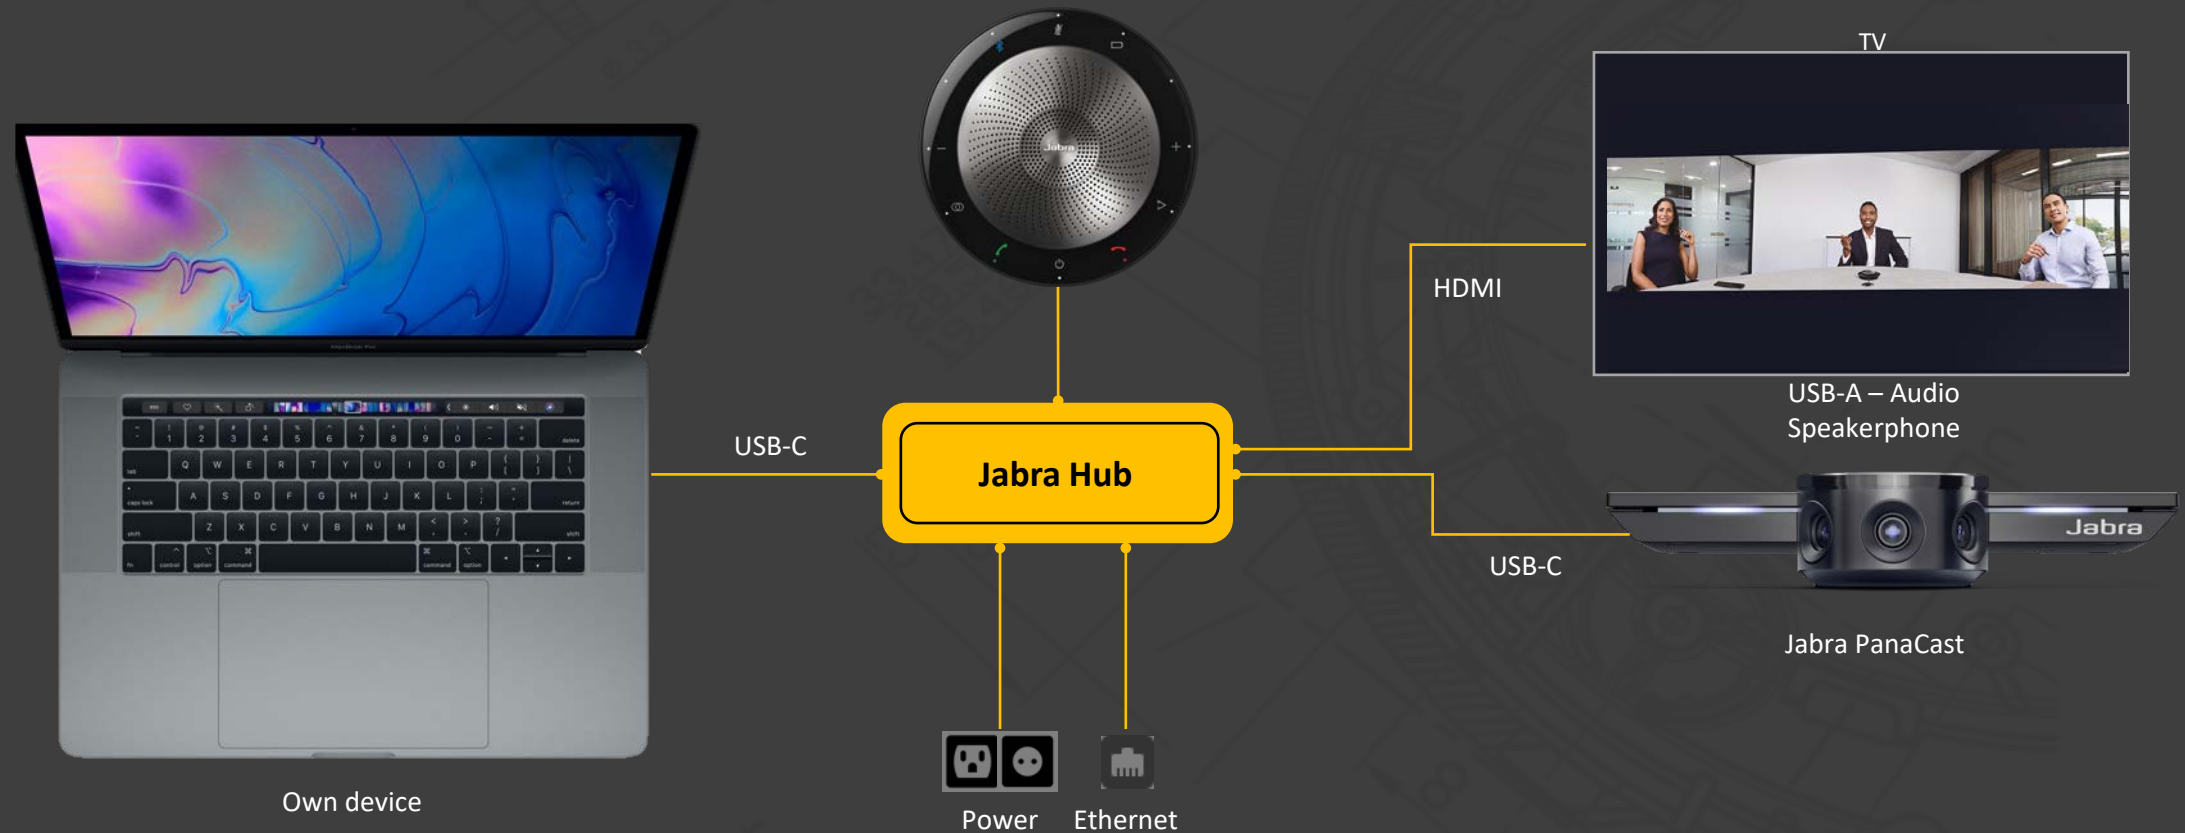 TV
Jabra
HDMI
USB-A – Audio
Speakerphone
USB-C
Jabra Hub
Jabra
USB-C
Jabra PanaCast
Own device
Power
Ethernet